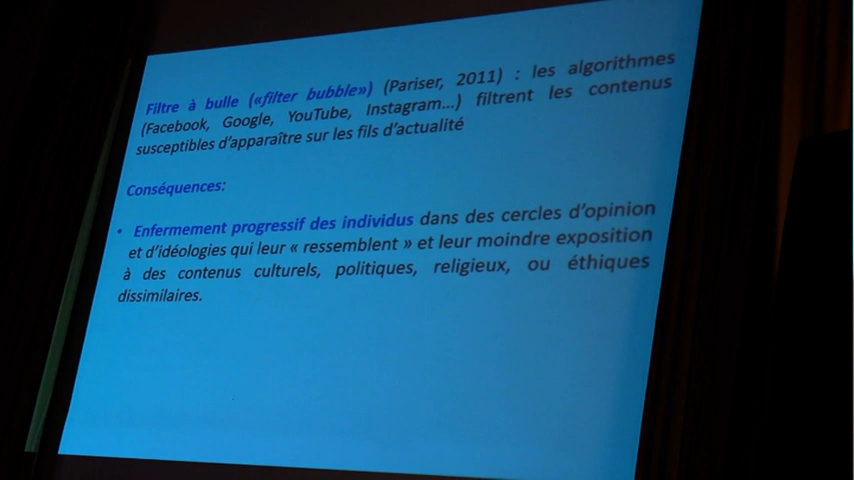 Filtre à bulle («filter bubble») (Pariser, 2011) : les algorithmes
(Facebook, Google, YouTube, Instagram...) filtrent les contenus
susceptibles d'apparaître sur les fils d'actualité
Conséquences:
• Enfermement progressif des individus dans des cercles d'opinion
et d'idéologies qui leur « ressemblent » et leur moindre exposition
à des contenus culturels, politiques, religieux, ou éthiques
dissimilaires.